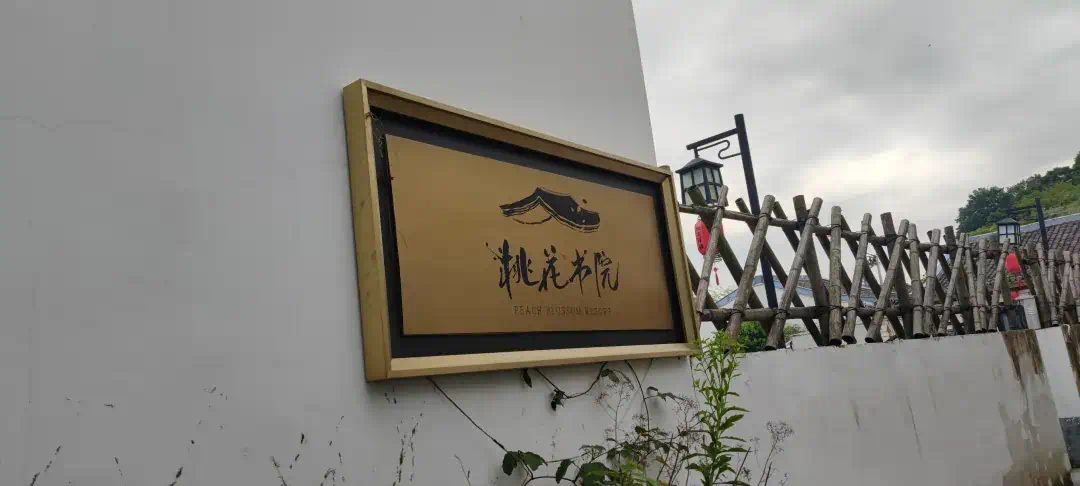 桃花书院
PEACH BLOSSOM RESORT